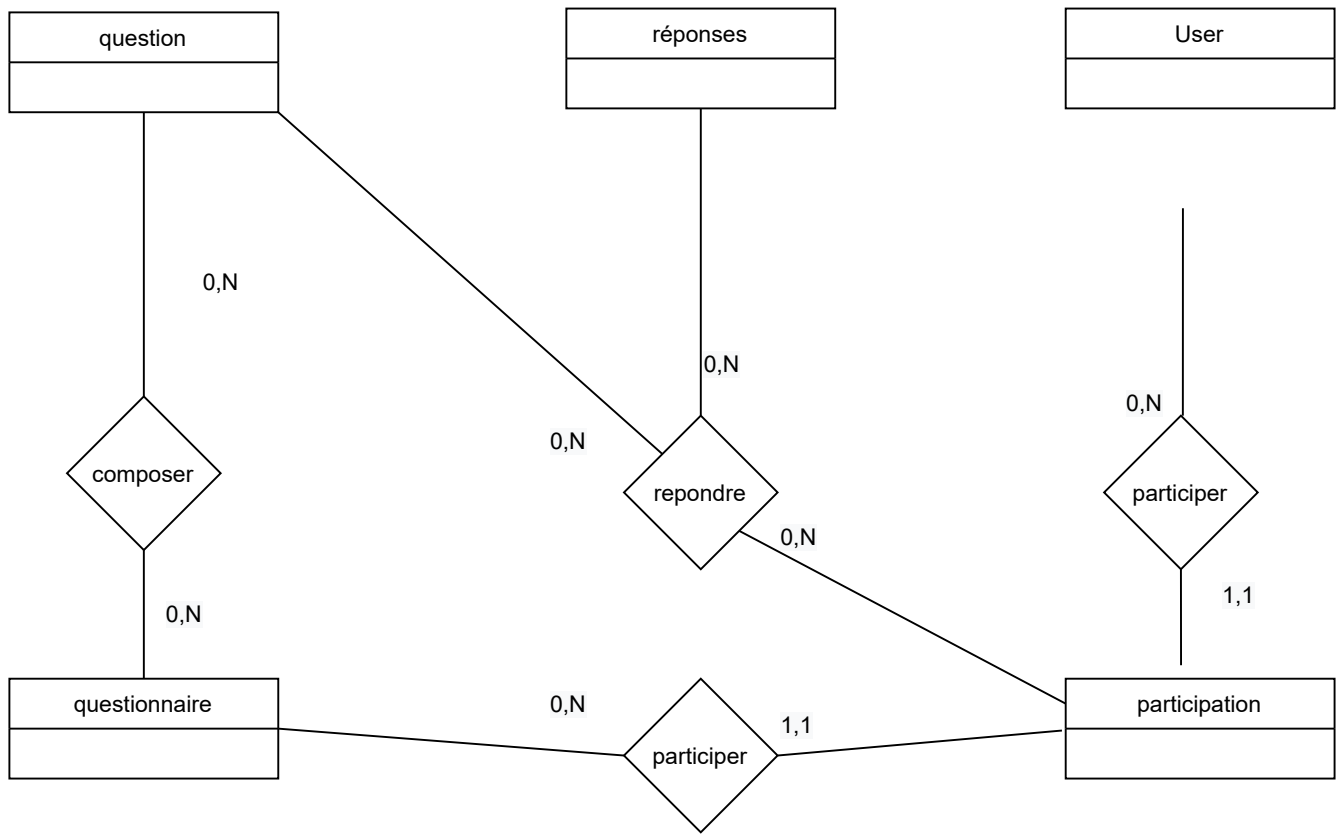 question
réponses
User
0,N
0,N
0,N
0,N
composer
repondre
participer
0,N
1,1
0,N
questionnaire
0,N
participation
1,1
participer